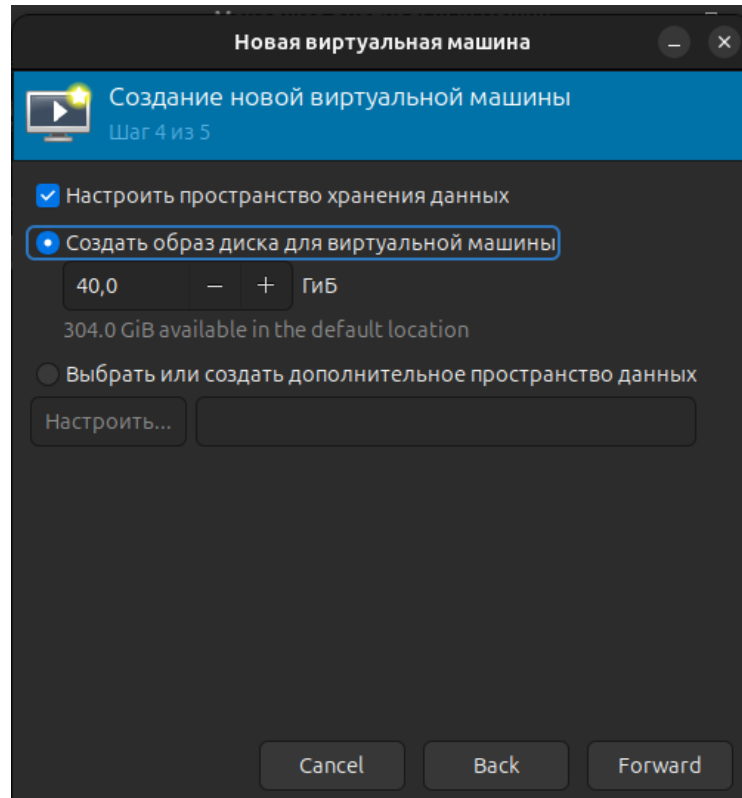 Новая виртуальная машина
Создание новой виртуальной машины
Шаг 4 из 5
Настроить пространство хранения данных
Создать образ диска для виртуальной машины
40,0 − + ГиБ
304.0 GiB available in the default location
Выбрать или создать дополнительное пространство данных
Настроить...
Cancel Back Forward